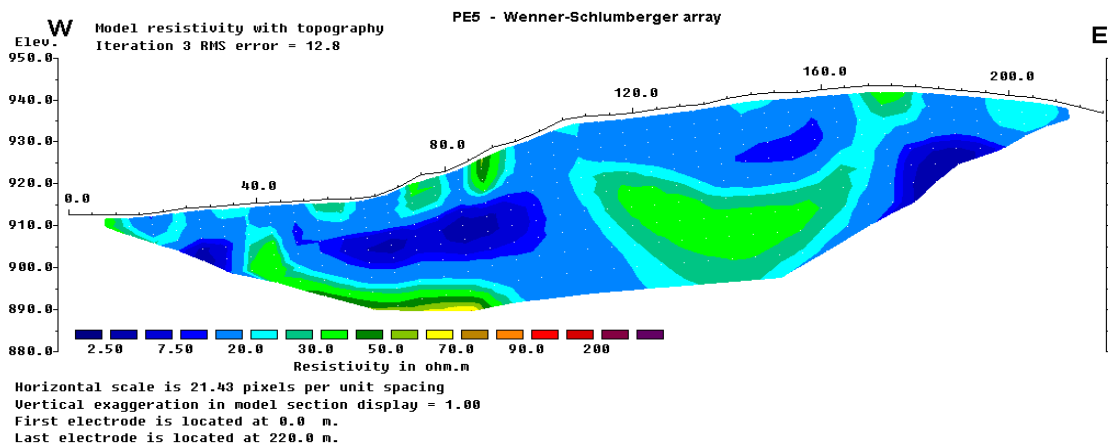 PE5 - Wenner-Schlumberger array
W
E
Model resistivity with topography
Iteration 3 RMS error = 12.8
Elev.
950.0
940.0
930.0
920.0
910.0
900.0
890.0
880.0
0.0
40.0
80.0
120.0
160.0
200.0
2.50 7.50 20.0 30.0 50.0 70.0 90.0 200
Resistivity in ohm.m
Horizontal scale is 21.43 pixels per unit spacing
Vertical exaggeration in model section display = 1.00
First electrode is located at 0.0 m.
Last electrode is located at 220.0 m.